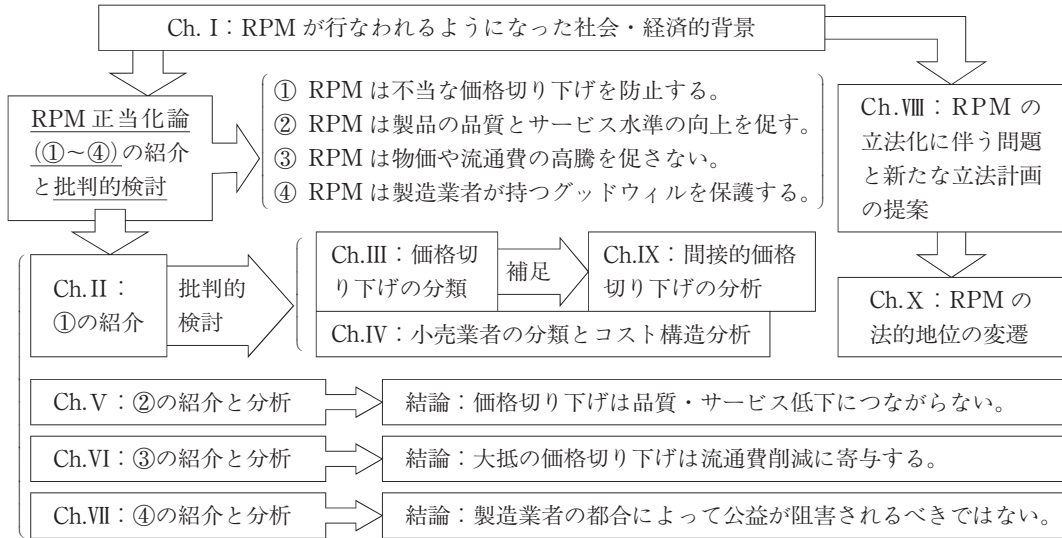 Ch. Ⅰ：RPM が行なわれるようになった社会・経済的背景
RPM 正当化論
(①～④)の紹介
と批判的検討
① RPM は不当な価格切り下げを防止する。
② RPM は製品の品質とサービス水準の向上を促す。
③ RPM は物価や流通費の高騰を促さない。
④ RPM は製造業者が持つグッドウィルを保護する。
Ch.Ⅷ：RPM の
立法化に伴う問題
と新たな立法計画
の提案
Ch.Ⅱ：
①の紹介
批判的
検討
Ch.Ⅲ：価格切
り下げの分類
補足
Ch.Ⅸ：間接的価格
切り下げの分析
Ch.Ⅳ：小売業者の分類とコスト構造分析
Ch.Ⅹ：RPM の
法的地位の変遷
Ch.Ⅴ：②の紹介と分析
結論：価格切り下げは品質・サービス低下につながらない。
Ch.Ⅵ：③の紹介と分析
結論：大抵の価格切り下げは流通費削減に寄与する。
Ch.Ⅶ：④の紹介と分析
結論：製造業者の都合によって公益が阻害されるべきではない。